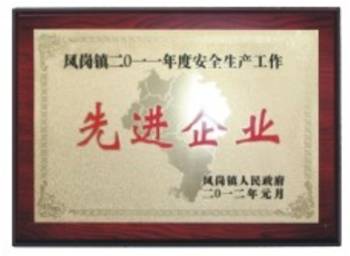 凤岗镇二〇一一年度安全生产工作
先进企业
凤岗镇人民政府
二〇一二年元月